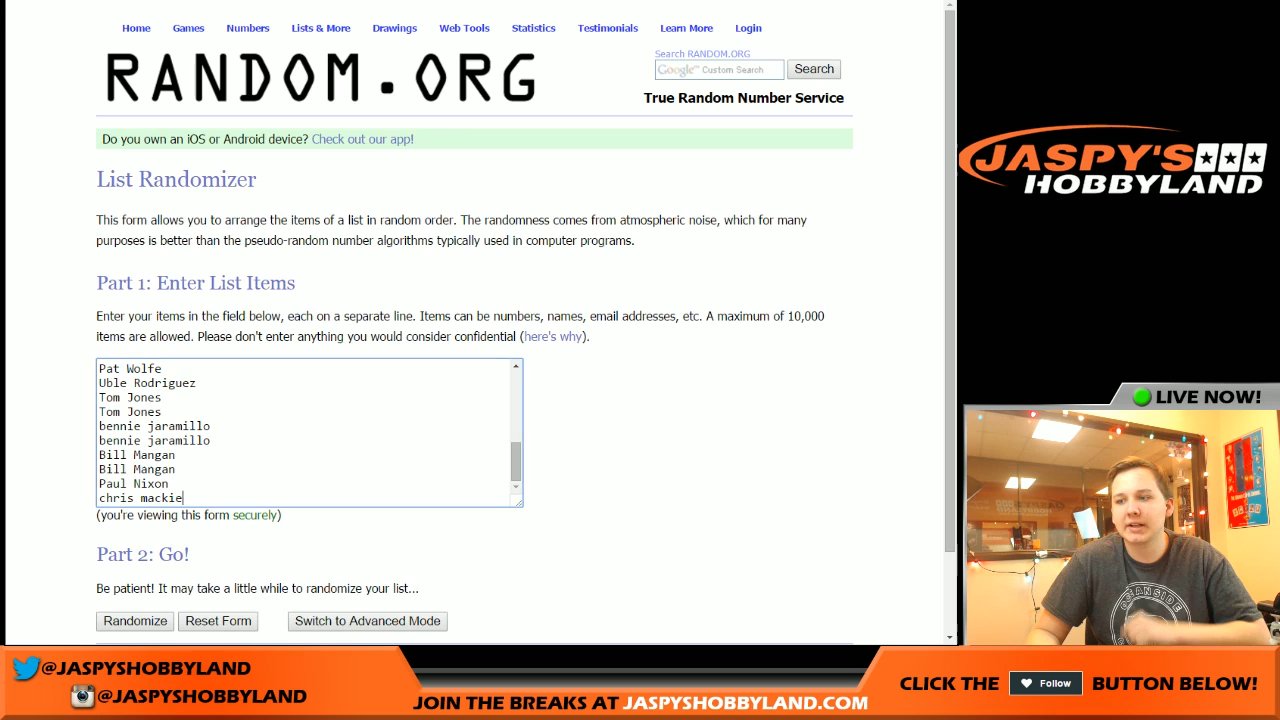 Home Games Numbers Lists & More Drawings Web Tools Statistics Testimonials Learn More Login
RANDOM.ORG
Search RANDOM.ORG
Google™ Custom Search Search
True Random Number Service
Do you own an iOS or Android device? Check out our app!
List Randomizer
This form allows you to arrange the items of a list in random order. The randomness comes from atmospheric noise, which for many
purposes is better than the pseudo-random number algorithms typically used in computer programs.
Part 1: Enter List Items
Enter your items in the field below, each on a separate line. Items can be numbers, names, email addresses, etc. A maximum of 10,000
items are allowed. Please don't enter anything you would consider confidential (here's why).
Pat Wolfe
Uble Rodriguez
Tom Jones
Tom Jones
bennie jaramillo
bennie jaramillo
Bill Mangan
Bill Mangan
Paul Nixon
chris mackie
(you're viewing this form securely)
Part 2: Go!
Be patient! It may take a little while to randomize your list...
Randomize Reset Form Switch to Advanced Mode
JASPY'S
HOBBYLAND
LIVE NOW!
OCEANSIDE
@JASPYSHOBBYLAND
@JASPYSHOBBYLAND
JOIN THE BREAKS AT JASPYSHOBBYLAND.COM
CLICK THE Follow BUTTON BELOW!